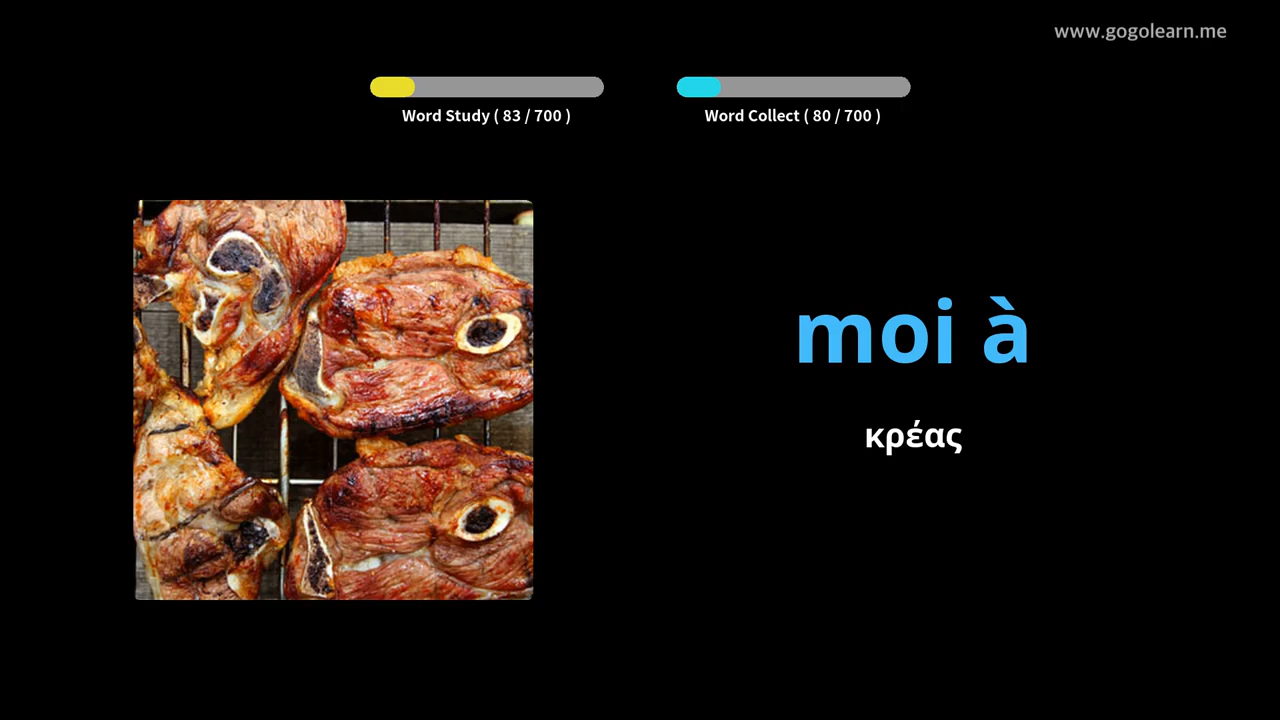 www.gogolearn.me
Word Study ( 83 / 700 )
Word Collect ( 80 / 700 )
moi à
κρέας